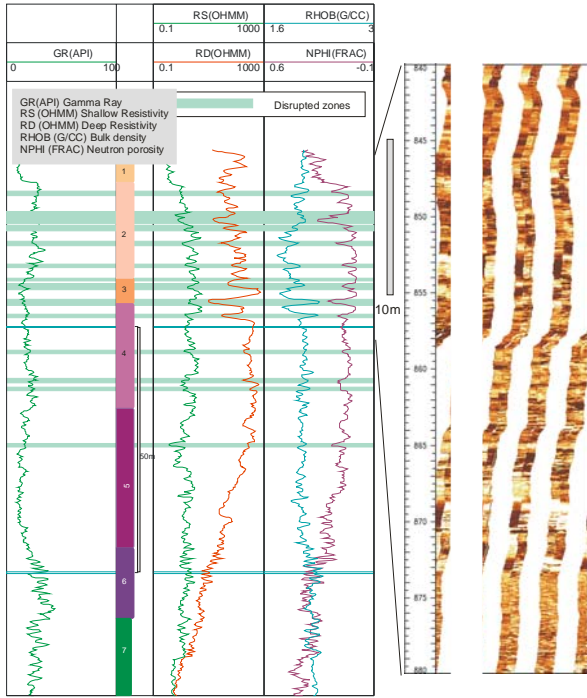 RS(OHMM)
0.1 1000
RHOB(G/CC)
1.6 3
GR(API)
0 100
RD(OHMM)
0.1 1000
NPHI(FRAC)
0.6 -0.1
GR(API) Gamma Ray
RS (OHMM) Shallow Resistivity
RD (OHMM) Deep Resistivity
RHOB (G/CC) Bulk density
NPHI (FRAC) Neutron porosity
Disrupted zones
1
2
3
4
5
6
7
50m
10m
840
845
850
855
860
865
870
875
880